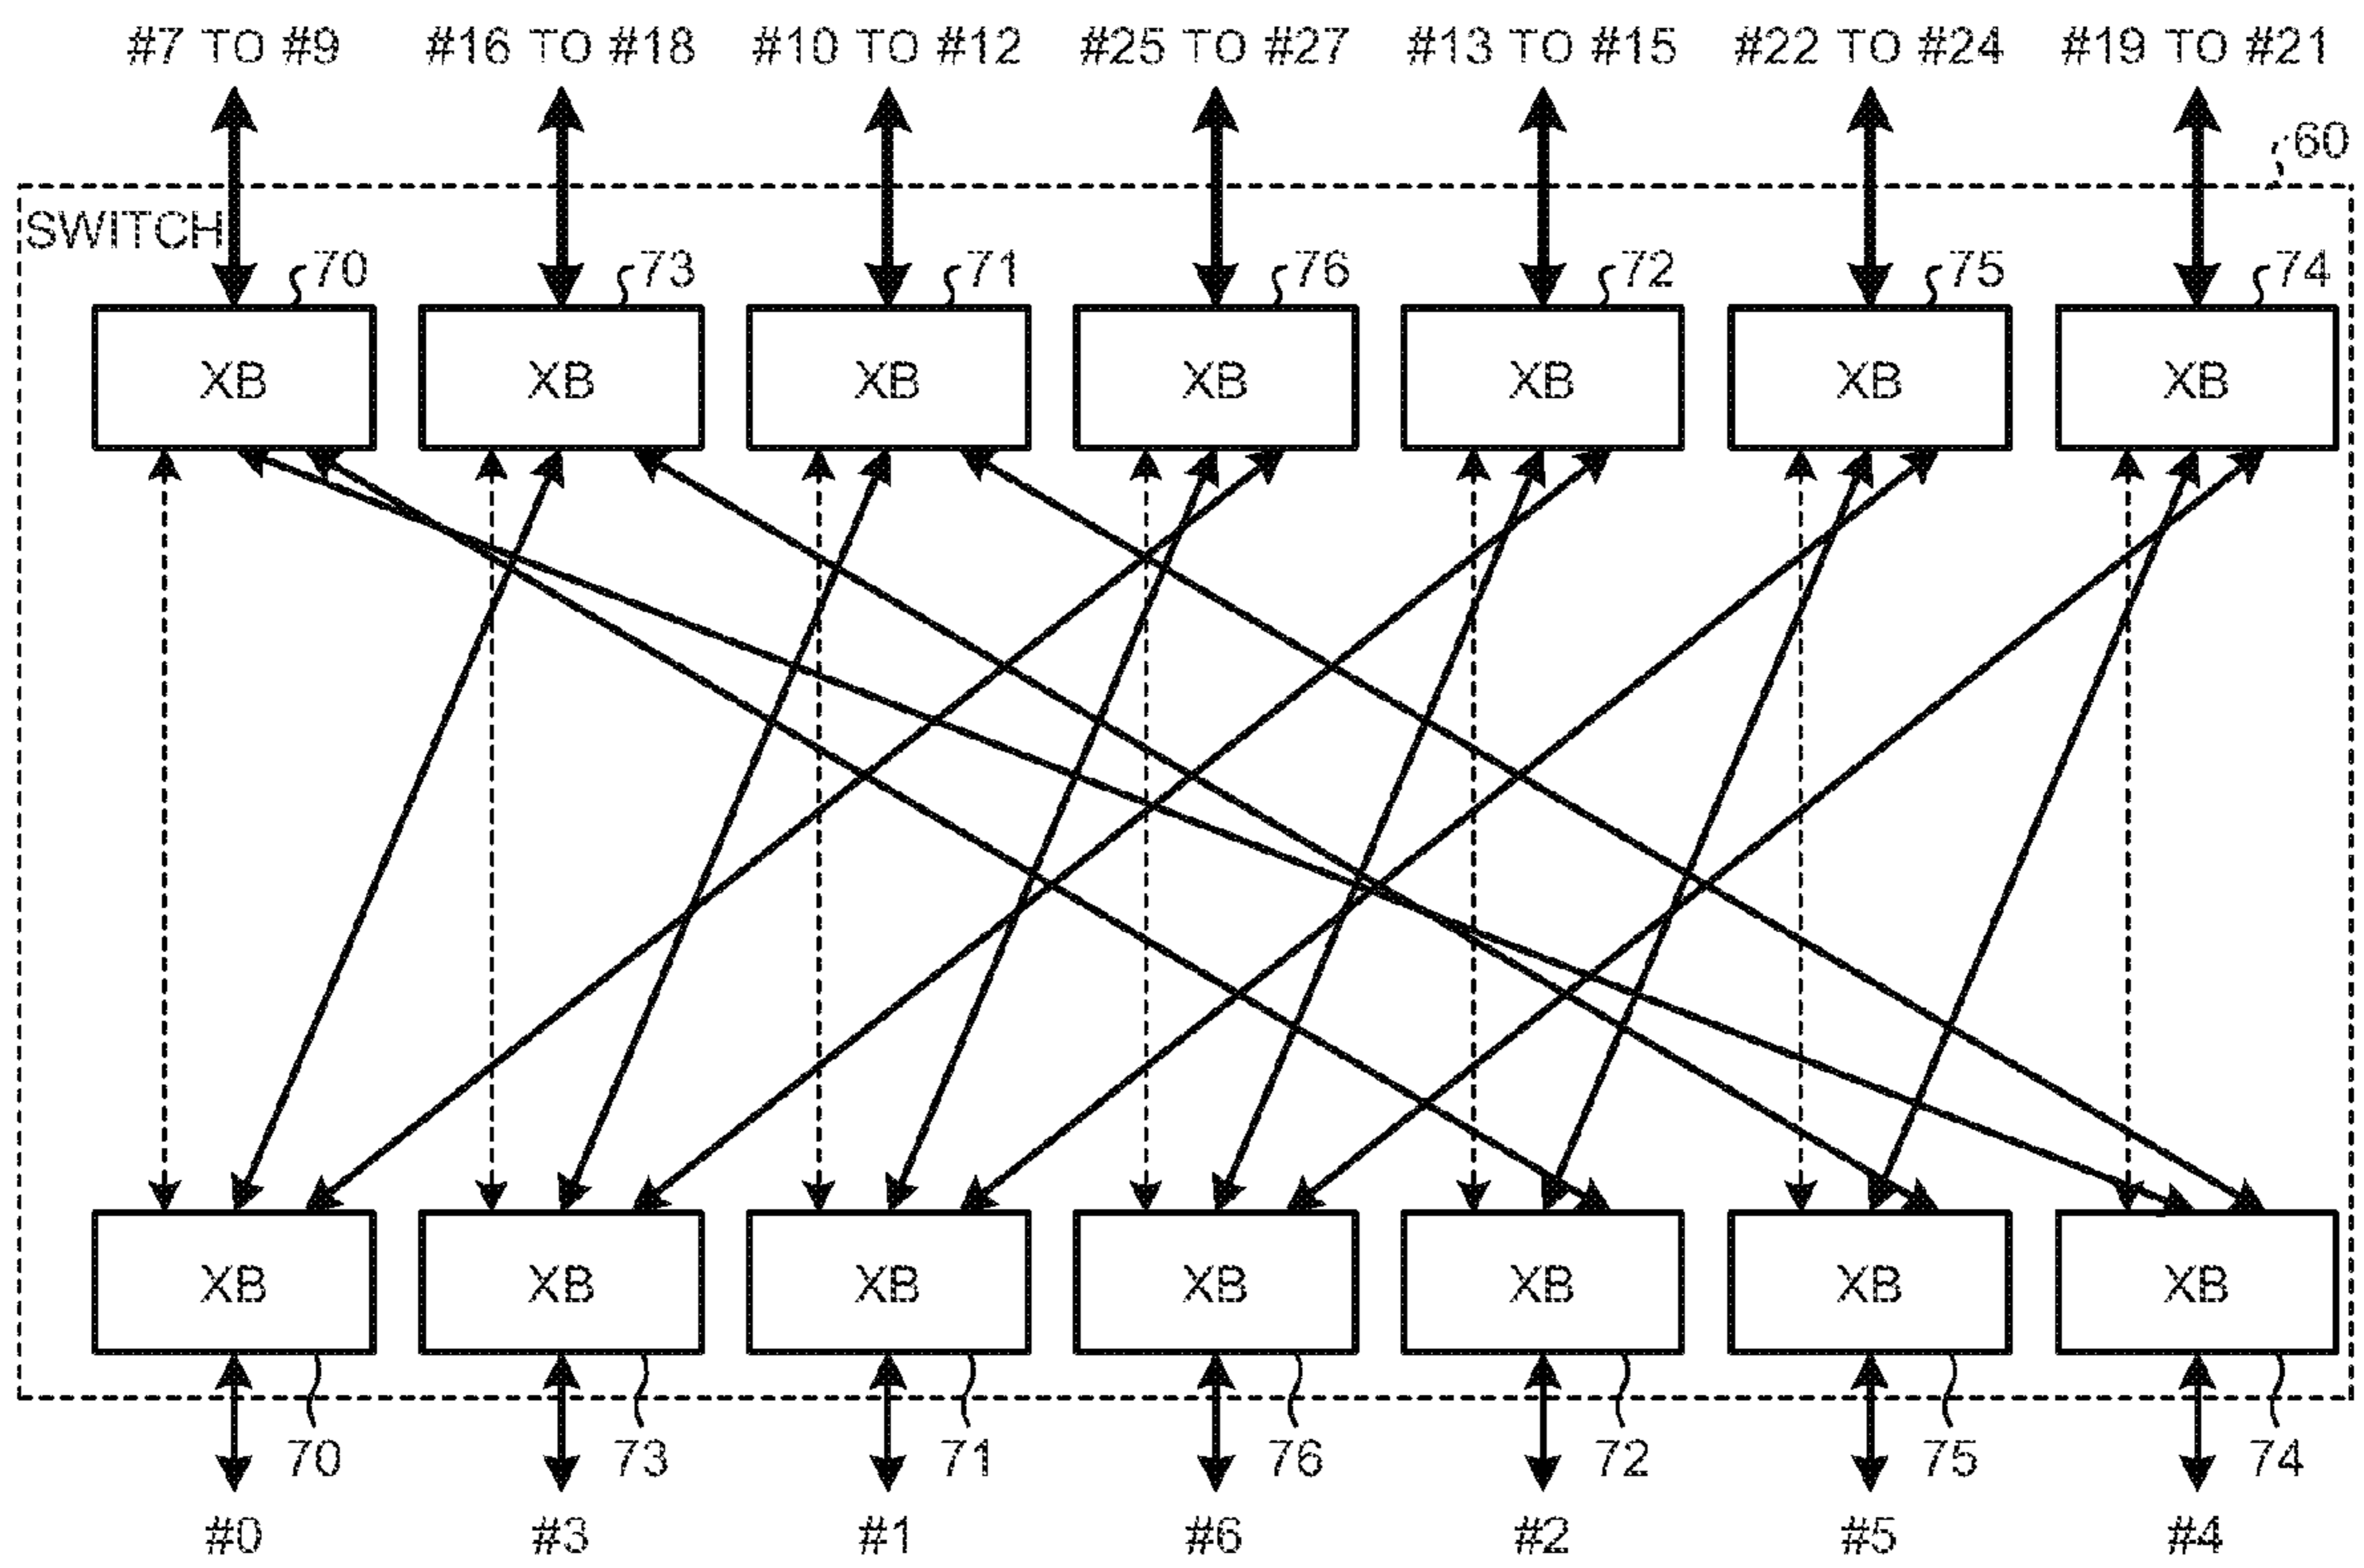 #7 TO #9 #16 TO #18 #10 TO #12 #25 TO #27 #13 TO #15 #22 TO #24 #19 TO #21
60
SWITCH
70 73 71 76 72 75 74
XB XB XB XB XB XB XB
XB XB XB XB XB XB XB
70 73 71 76 72 75 74
#0 #3 #1 #6 #2 #5 #4